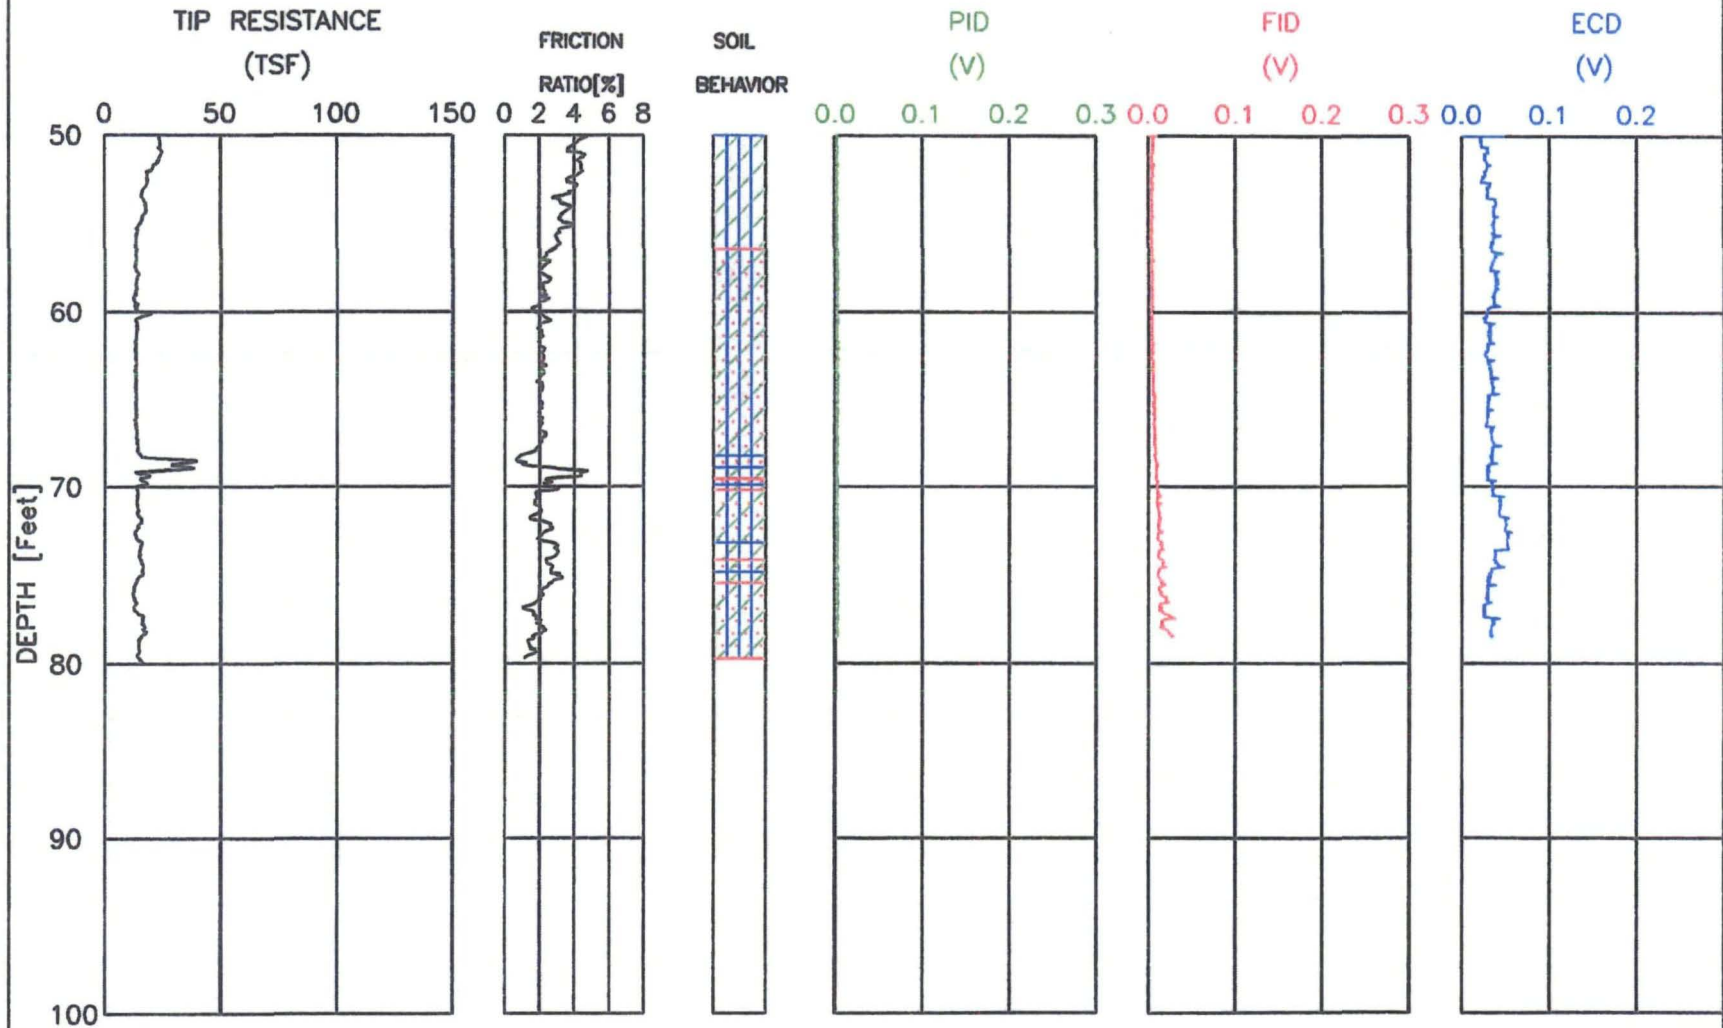 TIP RESISTANCE
(TSF)
0 50 100 150
FRICTION
RATIO[%]
0 2 4 6 8
SOIL
BEHAVIOR
PID
(V)
0.0 0.1 0.2 0.3
FID
(V)
0.0 0.1 0.2 0.3
ECD
(V)
0.0 0.1 0.2
DEPTH [Feet]
50
60
70
80
90
100